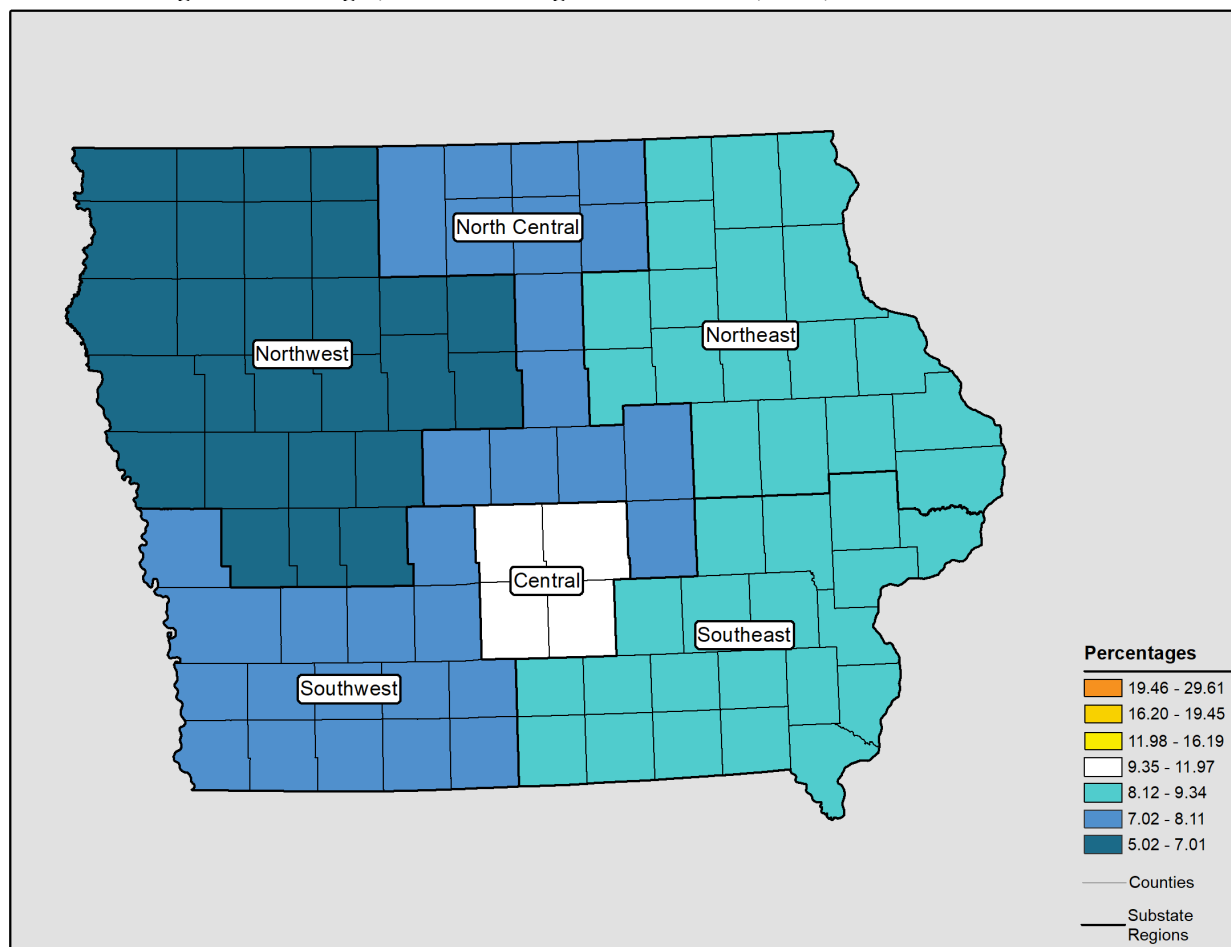 North Central
Northeast
Northwest
Central
Southeast
Southwest
Percentages
19.46 - 29.61
16.20 - 19.45
11.98 - 16.19
9.35 - 11.97
8.12 - 9.34
7.02 - 8.11
5.02 - 7.01
Counties
Substate
Regions